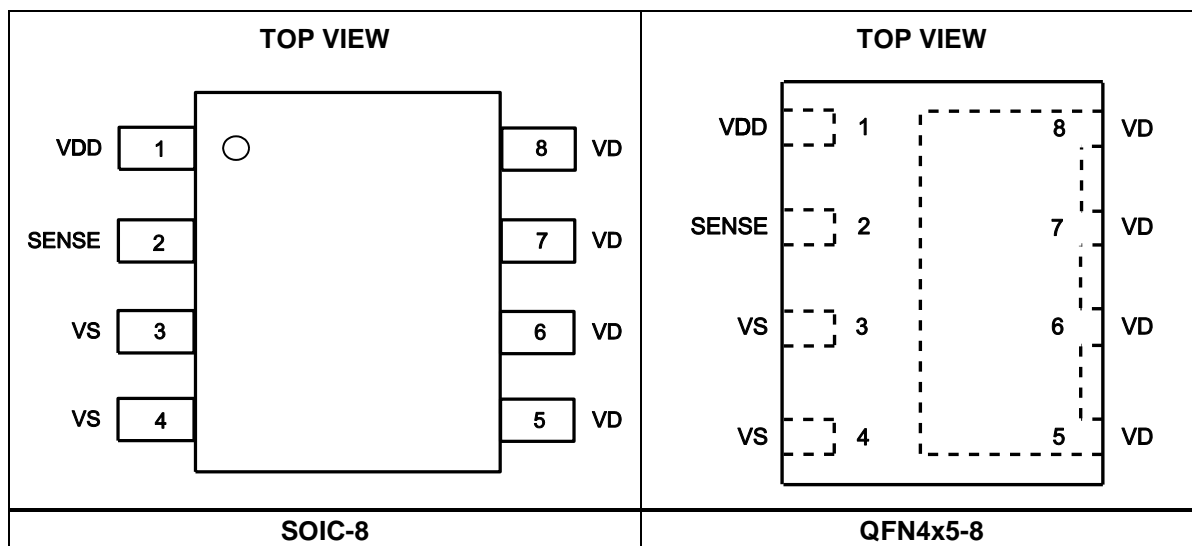 TOP VIEW
VDD 1 8 VD
SENSE 2 7 VD
VS 3 6 VD
VS 4 5 VD
SOIC-8
TOP VIEW
VDD 1 8 VD
SENSE 2 7 VD
VS 3 6 VD
VS 4 5 VD
QFN4x5-8